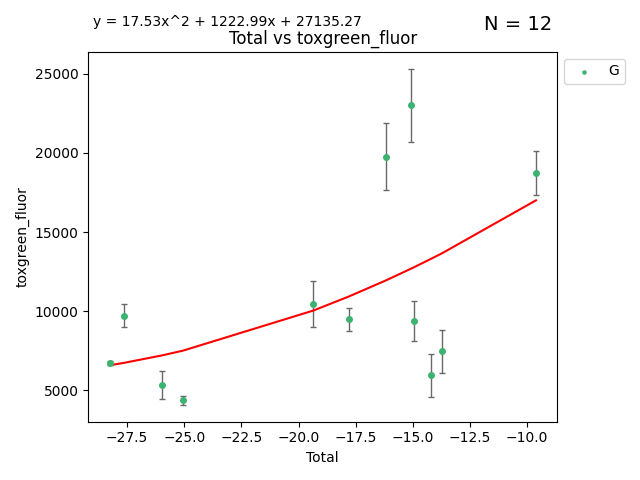 y = 17.53x^2 + 1222.99x + 27135.27
N = 12
Total vs toxgreen_fluor
G
25000
20000
15000
10000
5000
toxgreen_fluor
−27.5 −25.0 −22.5 −20.0 −17.5 −15.0 −12.5 −10.0
Total